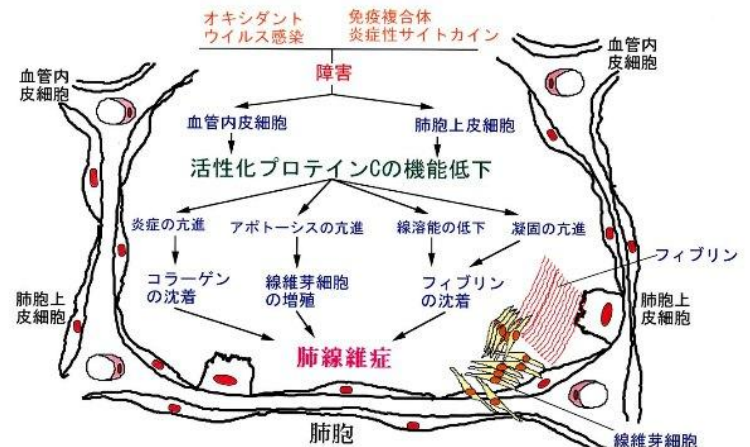 オキシダント
ウイルス感染
免疫複合体
炎症性サイトカイン
障害
血管内
皮細胞
血管内
皮細胞
血管内皮細胞
肺胞上皮細胞
活性化プロテインCの機能低下
炎症の亢進
アポトーシスの亢進
線溶能の低下
凝固の亢進
フィブリン
コラーゲン
の沈着
線維芽細胞
の増殖
フィブリン
の沈着
肺胞上
皮細胞
肺胞上
皮細胞
肺線維症
肺胞
線維芽細胞